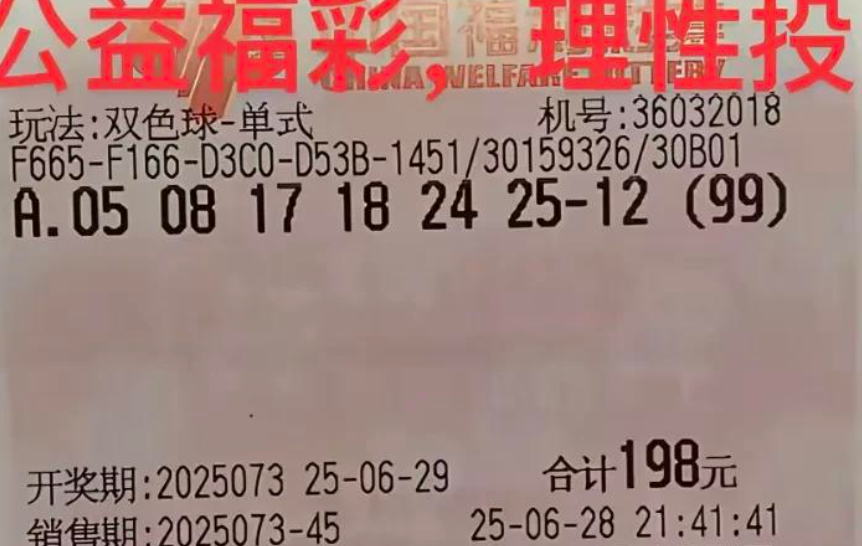 公益福彩，理性投
中国福利彩票
CHINA WELFARE LOTTERY
玩法:双色球-单式 机号:36032018
F665-F166-D3C0-D53B-1451/30159326/30B01
A.05 08 17 18 24 25-12 (99)
开奖期:2025073 25-06-29 合计198元
销售期:2025073-45 25-06-28 21:41:41